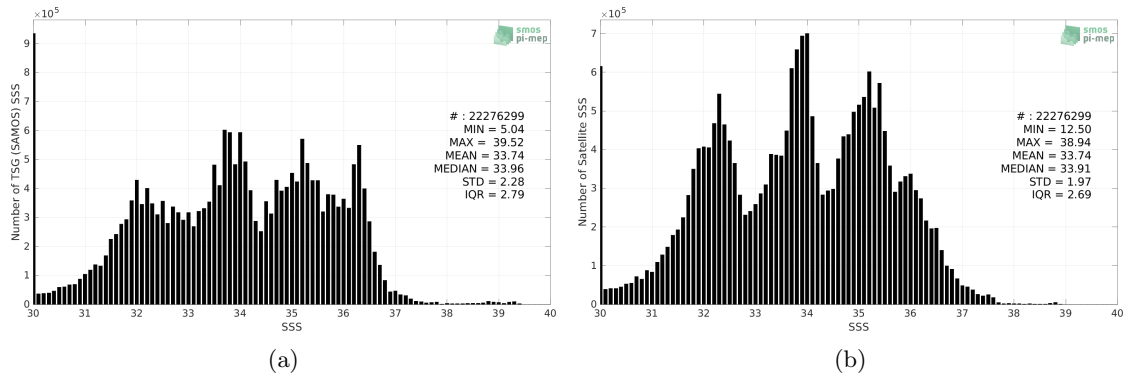 ×10⁵
9
8
7
6
5
4
3
2
1
0
30 31 32 33 34 35 36 37 38 39 40
SSS
Number of TSG (SAMOS) SSS
smos
pi-mep
# : 22276299
MIN = 5.04
MAX = 39.52
MEAN = 33.74
MEDIAN = 33.96
STD = 2.28
IQR = 2.79
(a)
×10⁵
7
6
5
4
3
2
1
0
30 31 32 33 34 35 36 37 38 39 40
SSS
Number of Satellite SSS
smos
pi-mep
# : 22276299
MIN = 12.50
MAX = 38.94
MEAN = 33.74
MEDIAN = 33.91
STD = 1.97
IQR = 2.69
(b)